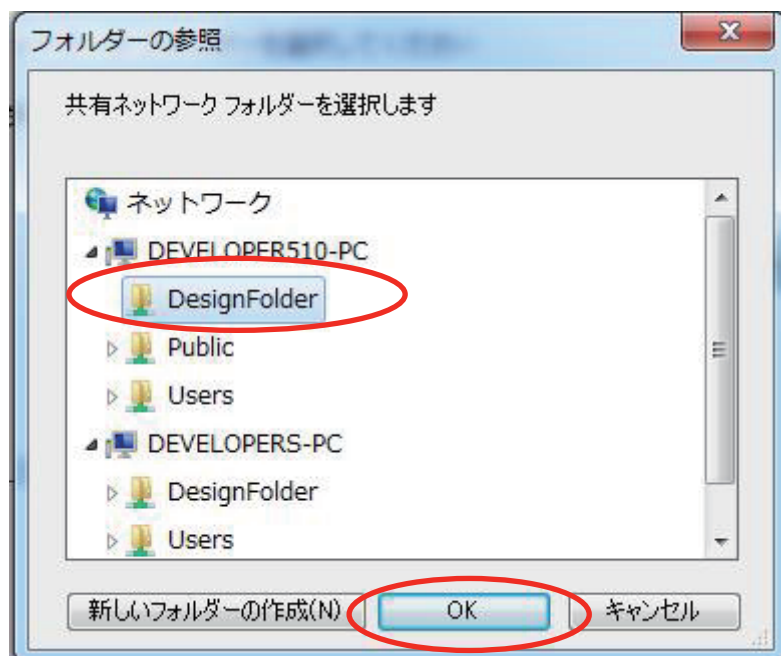 フォルダーの参照
共有ネットワーク フォルダーを選択します
ネットワーク
DEVELOPER510-PC
DesignFolder
Public
Users
DEVELOPERS-PC
DesignFolder
Users
新しいフォルダーの作成(N) OK キャンセル